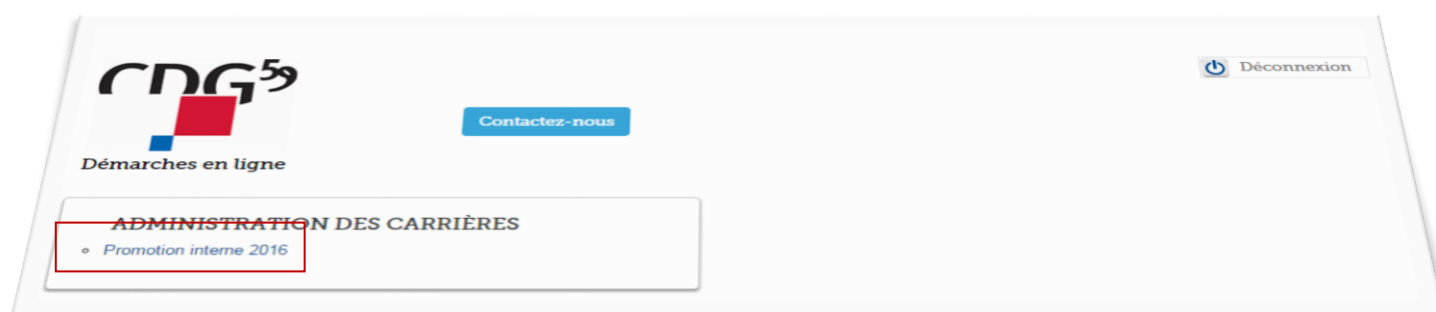 CDG59
Déconnexion
Contactez-nous
Démarches en ligne
ADMINISTRATION DES CARRIÈRES
Promotion interne 2016